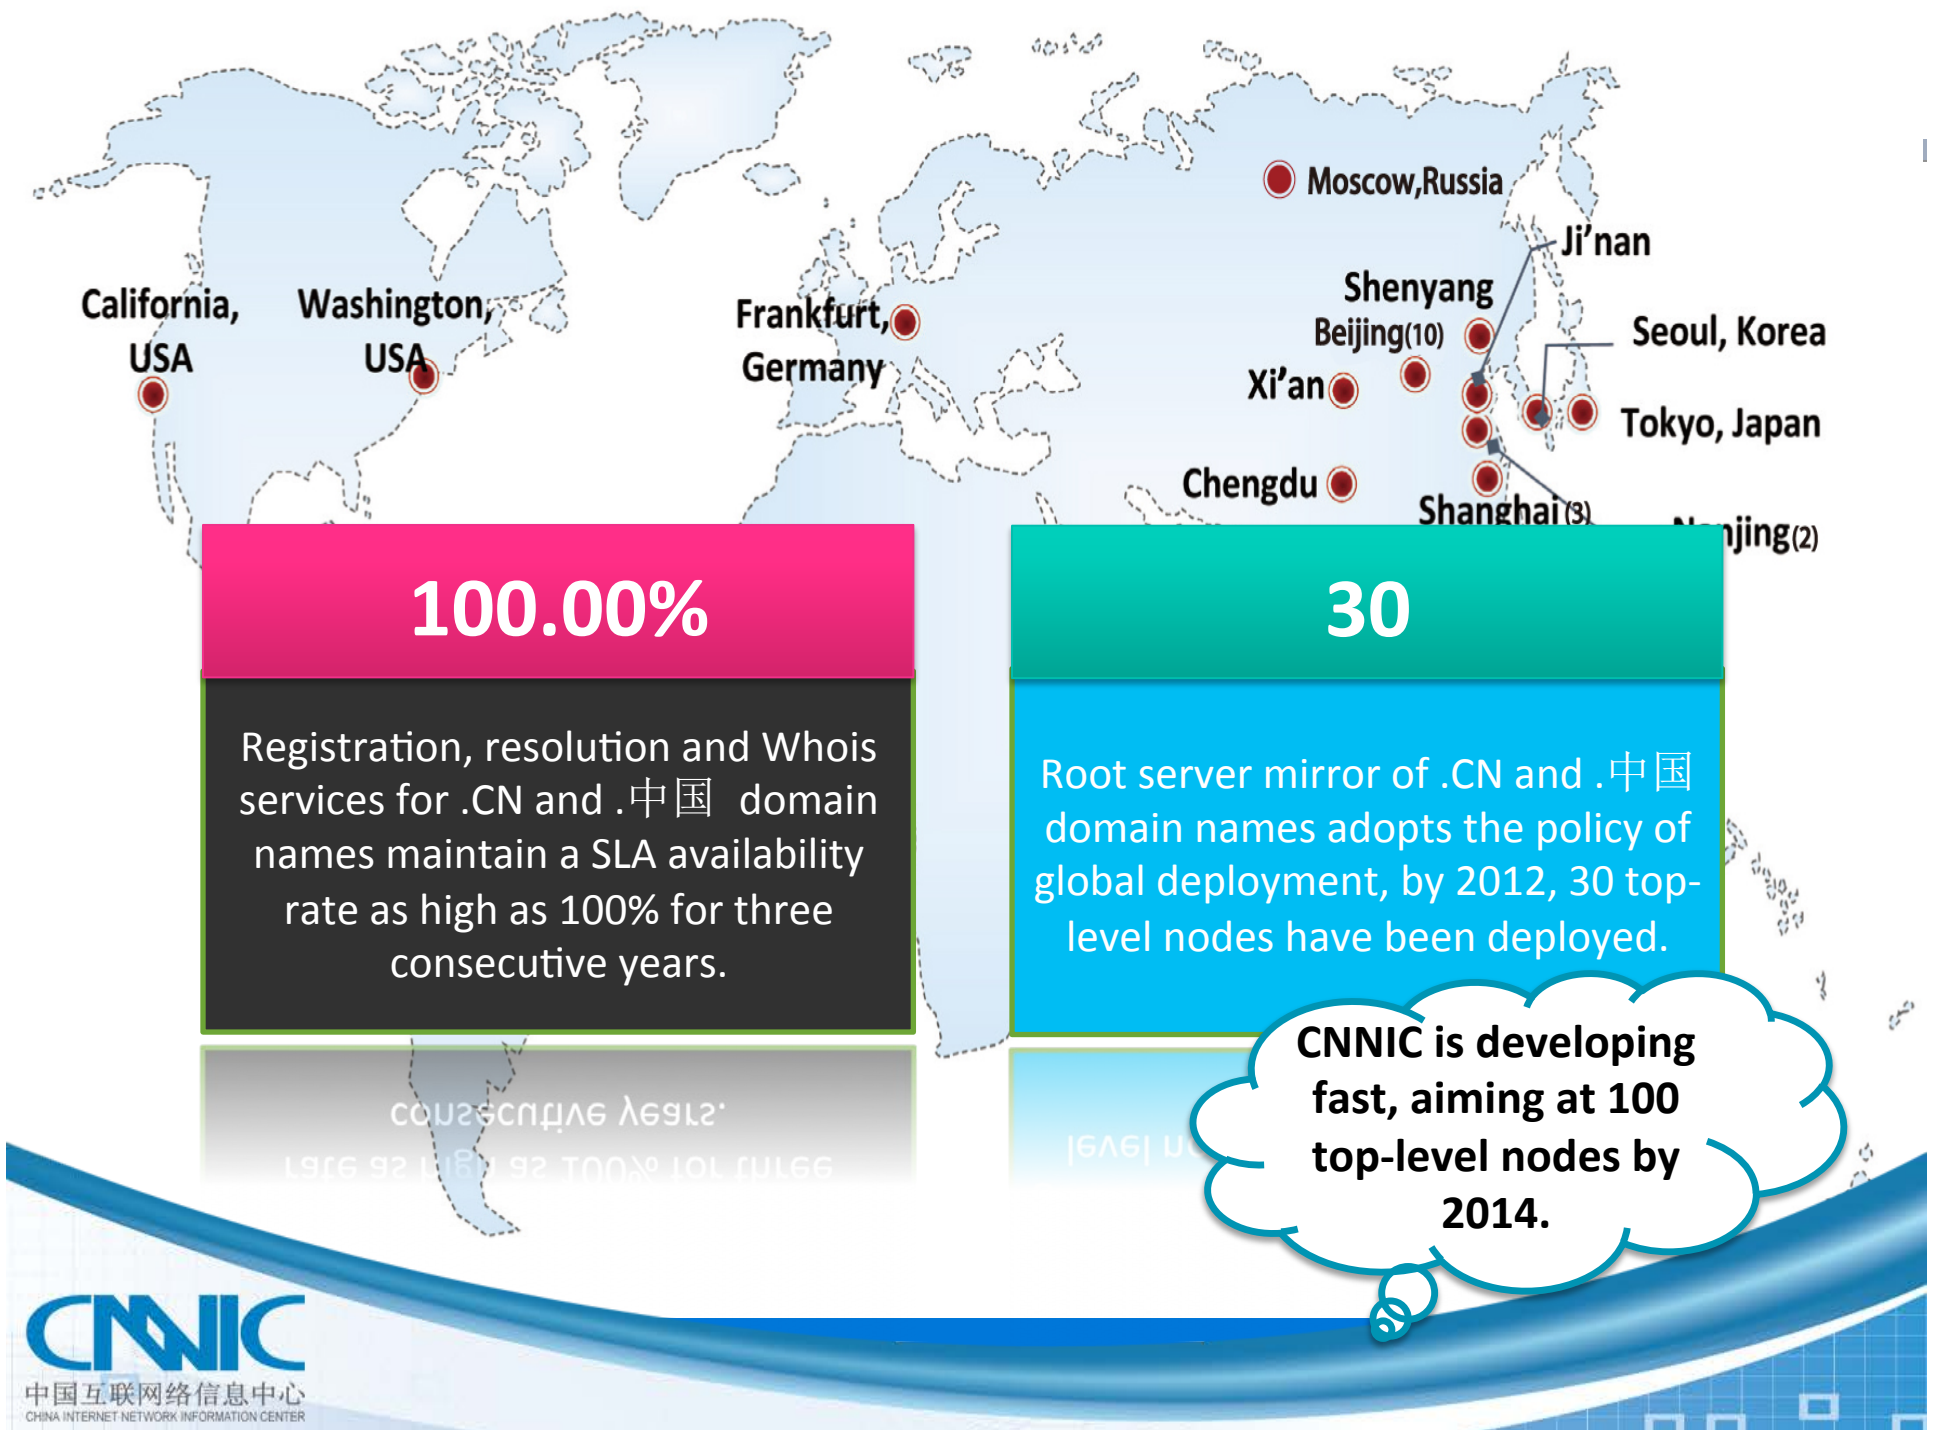 Moscow,Russia
Ji’nan
Shenyang
California,
USA
Washington,
USA
Frankfurt,
Germany
Beijing(10)
Seoul, Korea
Xi’an
Tokyo, Japan
Chengdu
Shanghai(3)
Nanjing(2)
100.00%
Registration, resolution and Whois
services for .CN and .中国 domain
names maintain a SLA availability
rate as high as 100% for three
consecutive years.
30
Root server mirror of .CN and .中国
domain names adopts the policy of
global deployment, by 2012, 30 top-
level nodes have been deployed.
CNNIC is developing
fast, aiming at 100
top-level nodes by
2014.
CNNIC
中国互联网络信息中心
CHINA INTERNET NETWORK INFORMATION CENTER